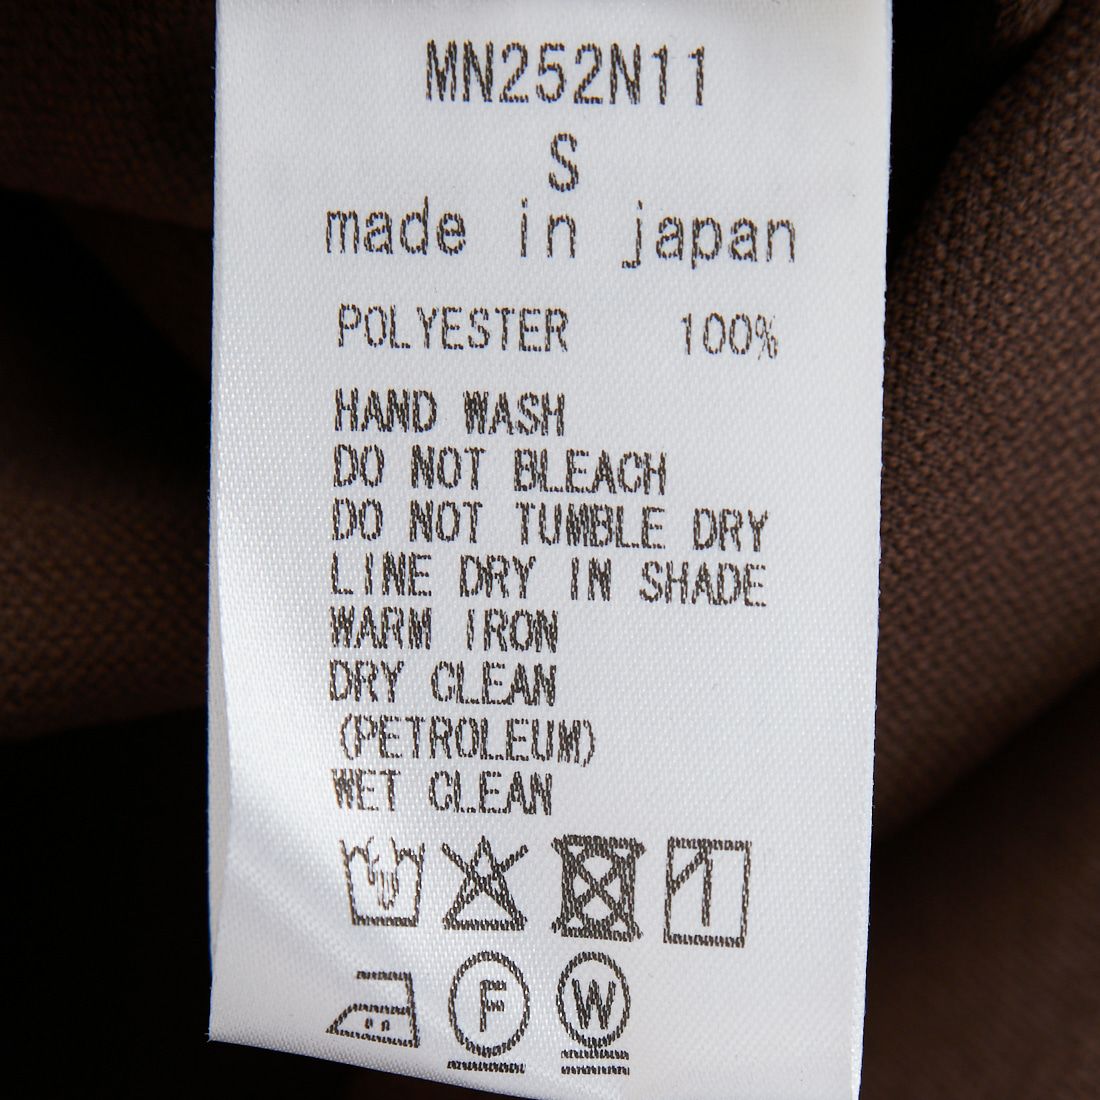 MN252N11
S
made in japan
POLYESTER 100%
HAND WASH
DO NOT BLEACH
DO NOT TUMBLE DRY
LINE DRY IN SHADE
WARM IRON
DRY CLEAN
(PETROLEUM)
WET CLEAN
F W